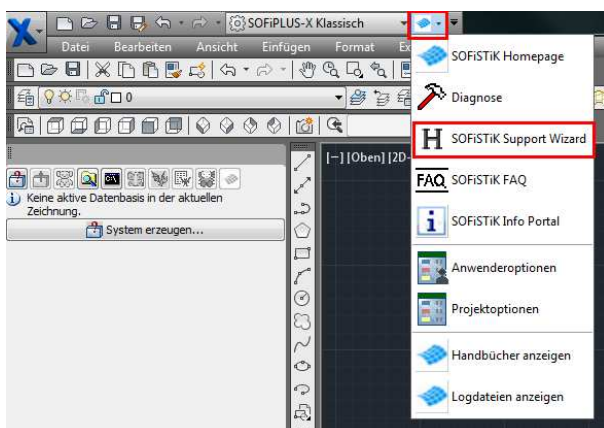 SOFiPLUS-X Klassisch
Datei Bearbeiten Ansicht Einfügen Format
0
[−][Oben][2D-
Keine aktive Datenbasis in der aktuellen
Zeichnung.
System erzeugen...
SOFiSTiK Homepage
Diagnose
H SOFiSTiK Support Wizard
FAQ SOFiSTiK FAQ
i SOFiSTiK Info Portal
Anwenderoptionen
Projektoptionen
Handbücher anzeigen
Logdateien anzeigen